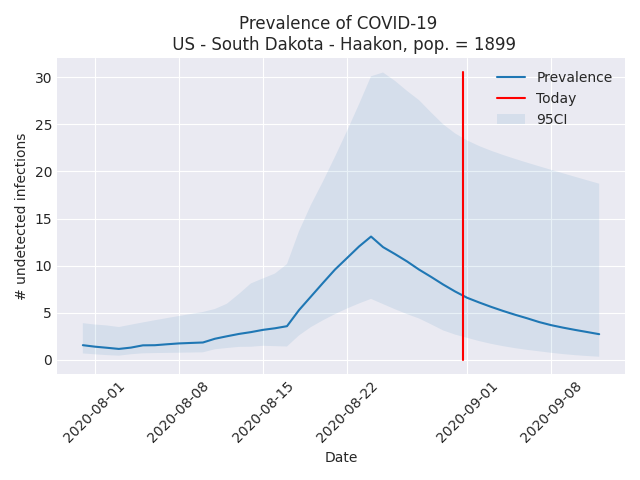 Prevalence of COVID-19
US - South Dakota - Haakon, pop. = 1899
Prevalence
Today
95CI
# undetected infections
30
25
20
15
10
5
0
2020-08-01
2020-08-08
2020-08-15
2020-08-22
2020-09-01
2020-09-08
Date